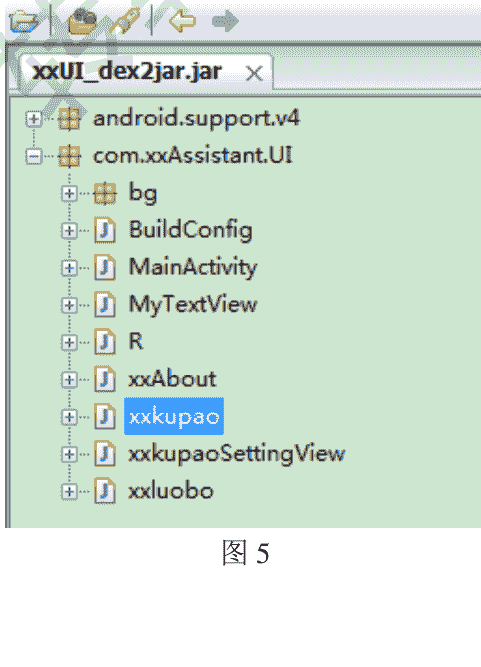 xxUI_dex2jar.jar
android.support.v4
com.xxAssistant.UI
bg
BuildConfig
MainActivity
MyTextView
R
xxAbout
xxkupao
xxkupaoSettingView
xxluobo
图 5